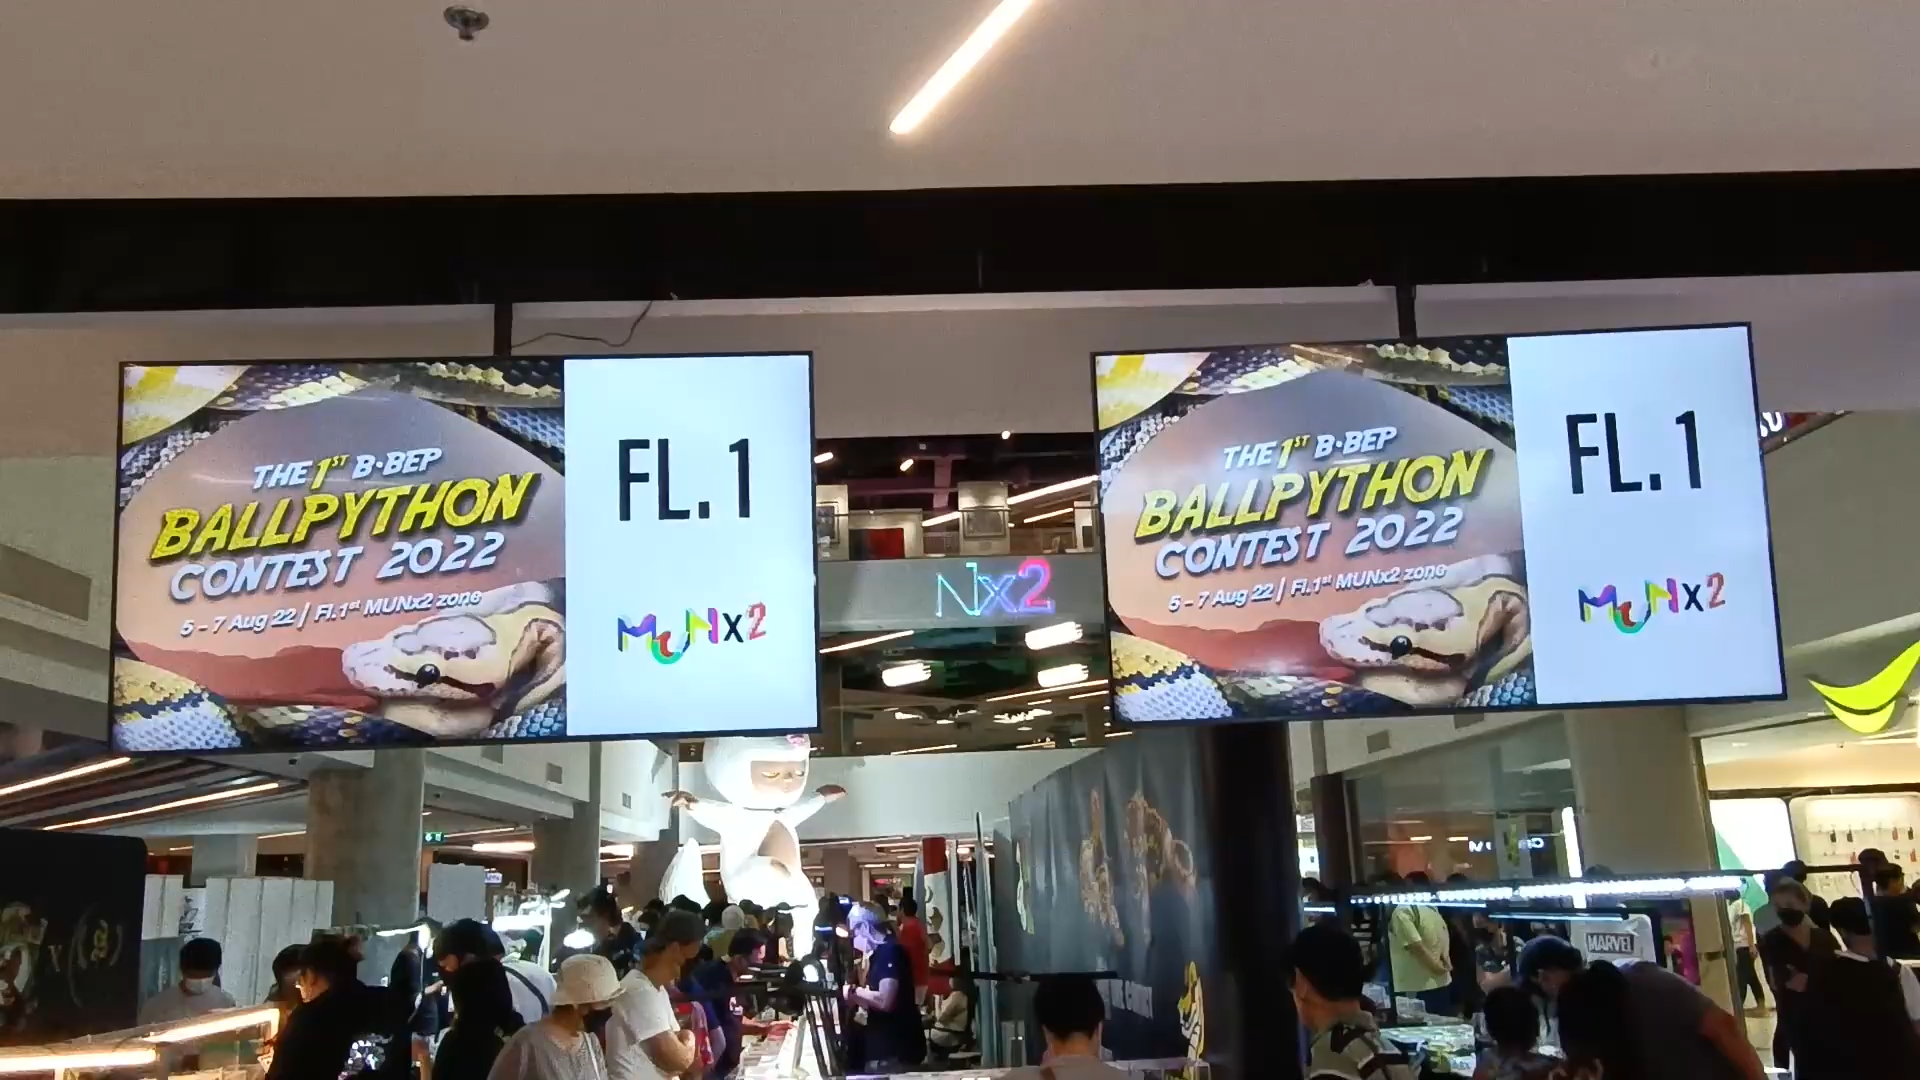 THE 1ST B•BEP
BALLPYTHON
CONTEST 2022
5 – 7 Aug 22 | Fl.1st MUNx2 zone
FL.1
MUNx2
THE 1ST B•BEP
BALLPYTHON
CONTEST 2022
5 – 7 Aug 22 | Fl.1st MUNx2 zone
FL.1
MUNx2
Nx2
MARVEL